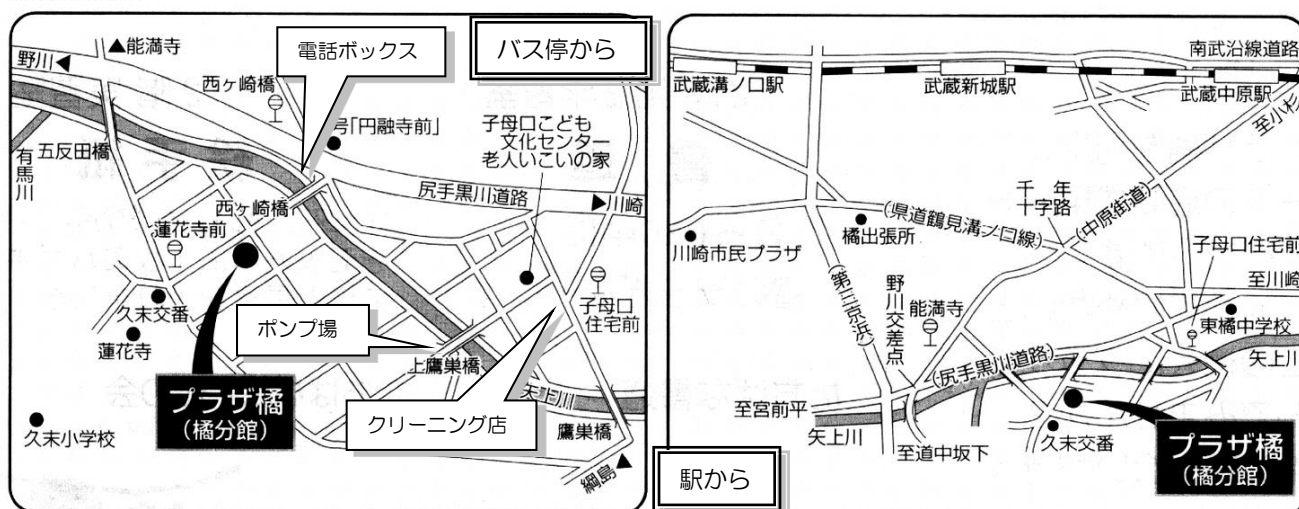 バス停から
▲能満寺
野川◀
電話ボックス
西ヶ崎橋
号「円融寺前」
子母口こども
文化センター
老人いこいの家
五反田橋
有馬川
尻手黒川道路
▶川崎
西ヶ崎橋
蓮花寺前
久末交番
蓮花寺
ポンプ場
子母口
住宅前
上鷹巣橋
プラザ橘
(橘分館)
クリーニング店
矢上川
久末小学校
鷹巣橋
綱島▲
駅から
南武沿線道路
武蔵溝ノ口駅
武蔵新城駅
武蔵中原駅
至小杉
千年
十字路
(中原街道)
(県道鶴見溝ノ口線)
橘出張所
川崎市民プラザ
子母口住宅前
(第三京浜)
野川交差点
能満寺
至川崎
東橘中学校
矢上川
(尻手黒川道路)
至宮前平
矢上川
至道中坂下
久末交番
プラザ橘
(橘分館)